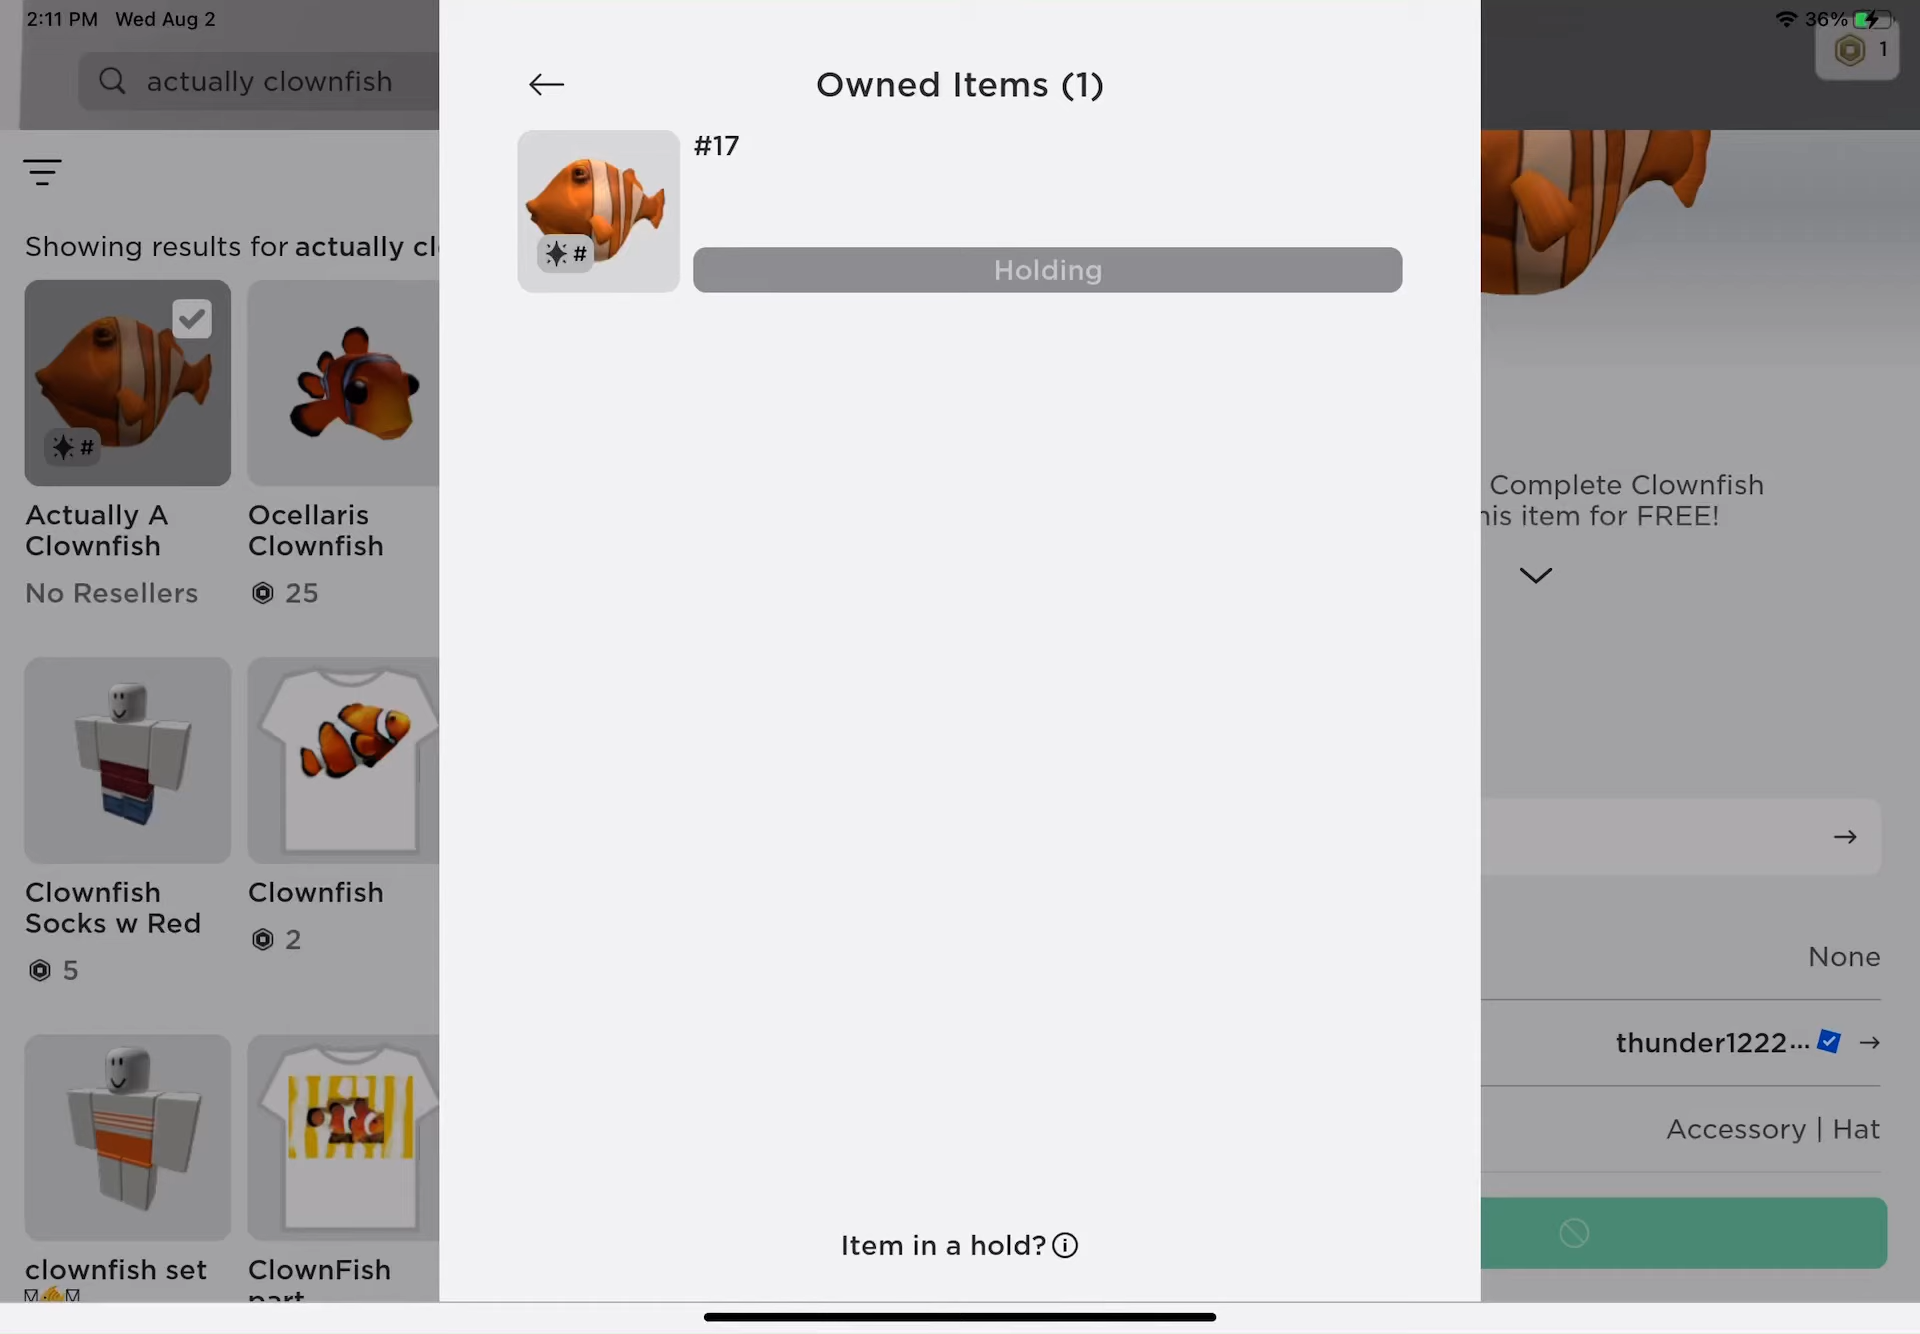 2:11 PM Wed Aug 2
36%
1
actually clownfish
Owned Items (1)
#17
#
Holding
Showing results for actually cl
#
Actually A
Clownfish
No Resellers
Ocellaris
Clownfish
25
Clownfish
Socks w Red
5
Clownfish
2
clownfish set
ClownFish
part
Complete Clownfish
his item for FREE!
None
thunder1222...
Accessory | Hat
Item in a hold?